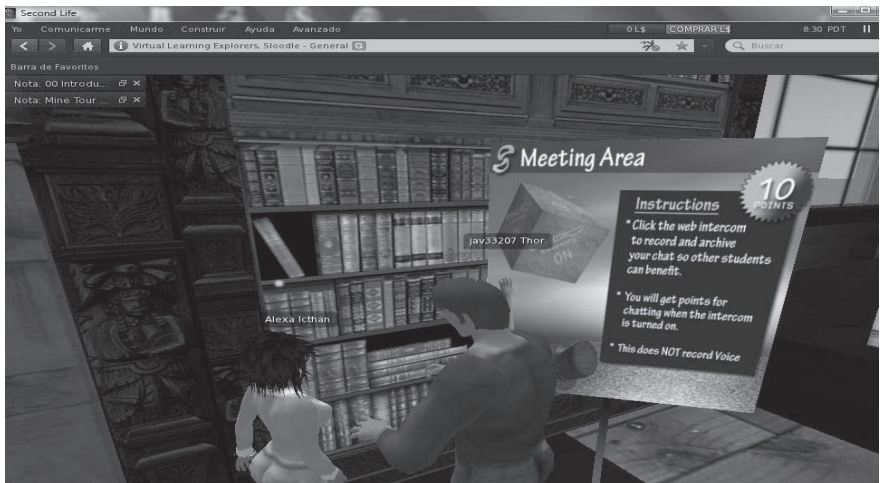 Second Life
Yo Comunicarme Mundo Construir Ayuda Avanzado 0 L$ COMPRAR L$ 8:30 PDT
Virtual Learning Explorers, Sloodle - General G Buscar
Barra de Favoritos
Nota: 00 Introdu...
Nota: Mine Tour ...
Meeting Area
10
POINTS
Instructions
* Click the web intercom
to record and archive
your chat so other students
can benefit.
* You will get points for
chatting when the intercom
is turned on.
* This does NOT record Voice
jav33207 Thor
ON
Alexa Icthan